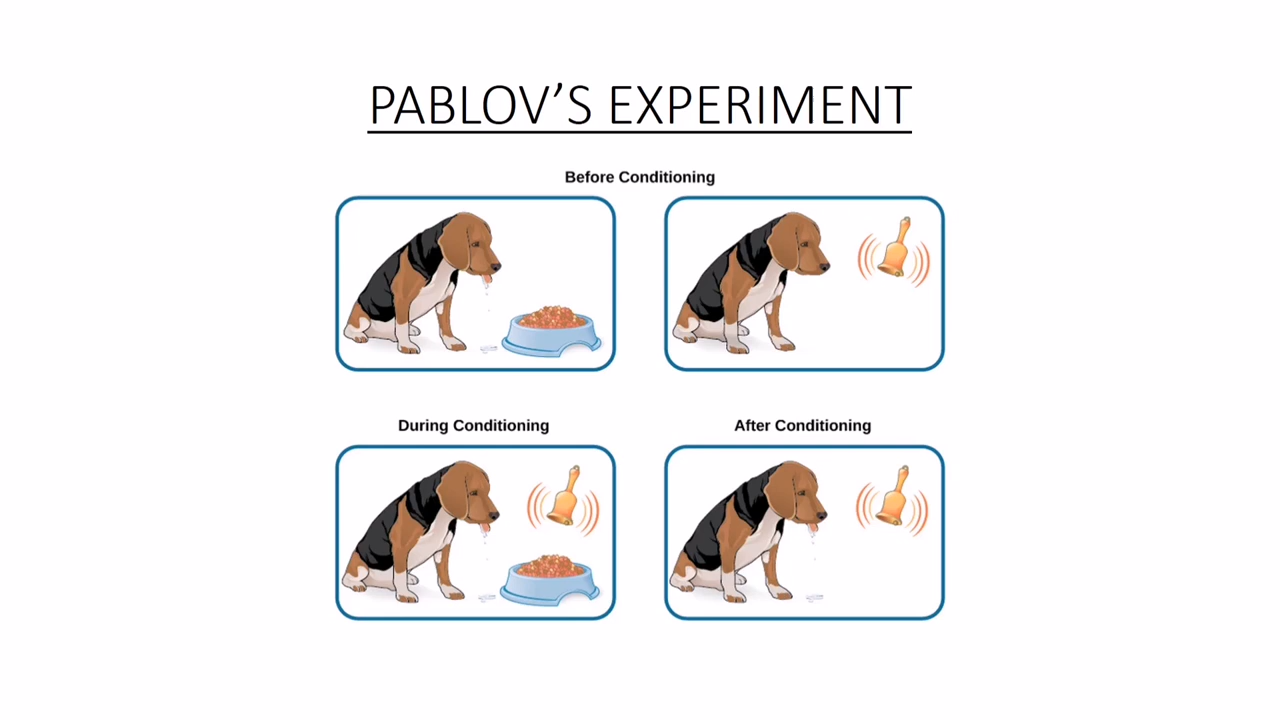 PABLOV’S EXPERIMENT
Before Conditioning
During Conditioning
After Conditioning